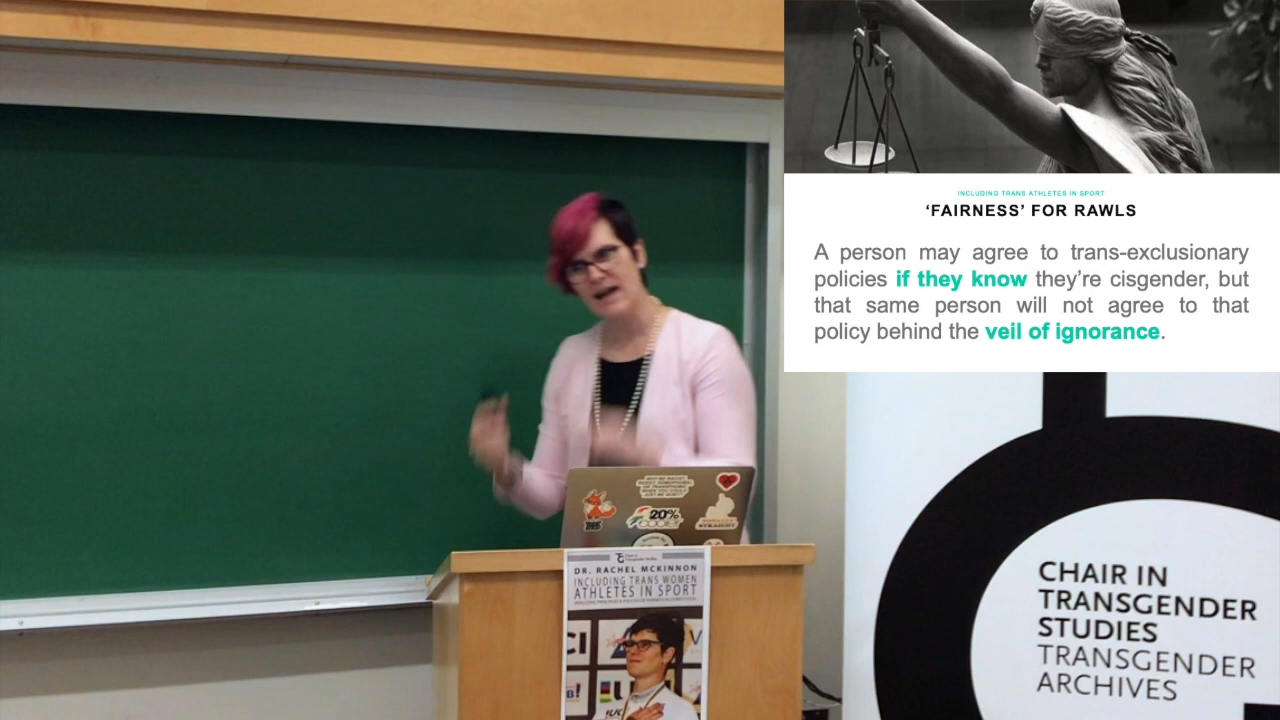 INCLUDING TRANS ATHLETES IN SPORT
‘FAIRNESS’ FOR RAWLS
A person may agree to trans-exclusionary
policies if they know they’re cisgender, but
that same person will not agree to that
policy behind the veil of ignorance.
20%
COOLER
STRAIGHT
DR. RACHEL MCKINNON
INCLUDING TRANS WOMEN
ATHLETES IN SPORT
CHAIR IN
TRANSGENDER
STUDIES
TRANSGENDER
ARCHIVES